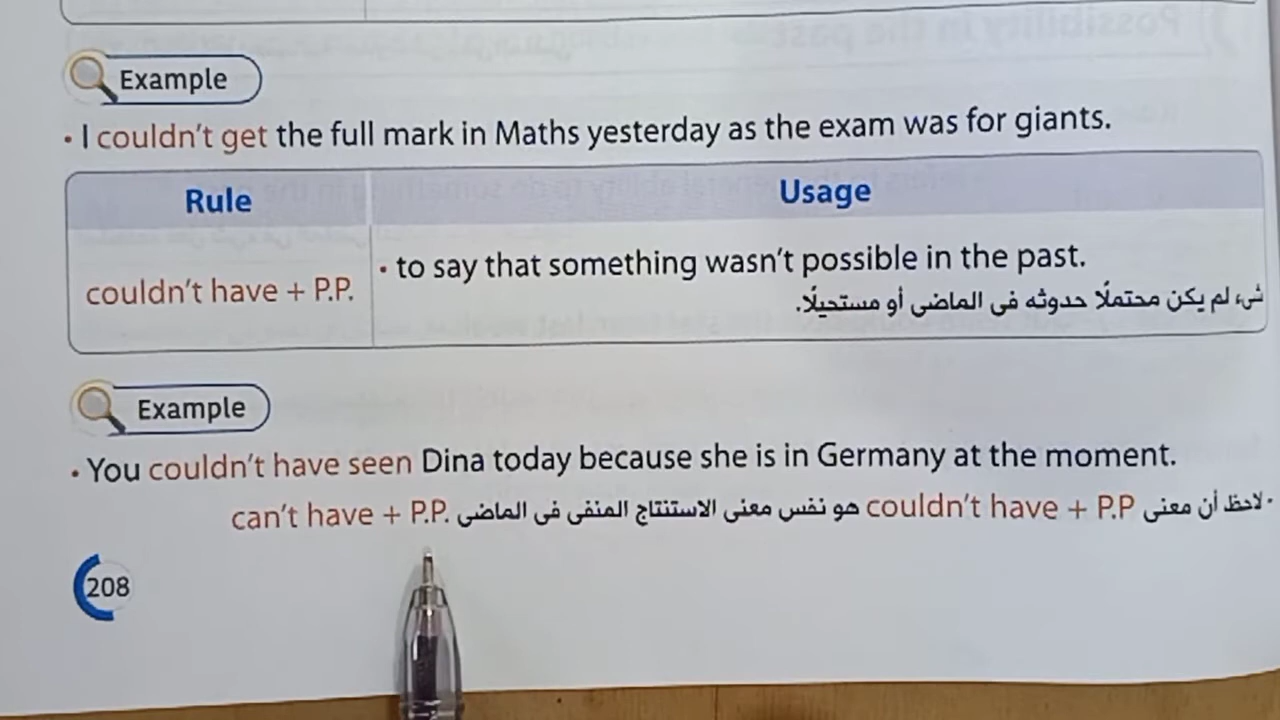 Example
• I couldn't get the full mark in Maths yesterday as the exam was for giants.
Rule
Usage
couldn't have + P.P.
• to say that something wasn't possible in the past.
شىء لم يكن محتملًا حدوثه فى الماضى أو مستحيلًا.
Example
• You couldn't have seen Dina today because she is in Germany at the moment.
• لاحظ أن معنى couldn't have + P.P هو نفس معنى الاستنتاج المنفى فى الماضى can't have + P.P.
208